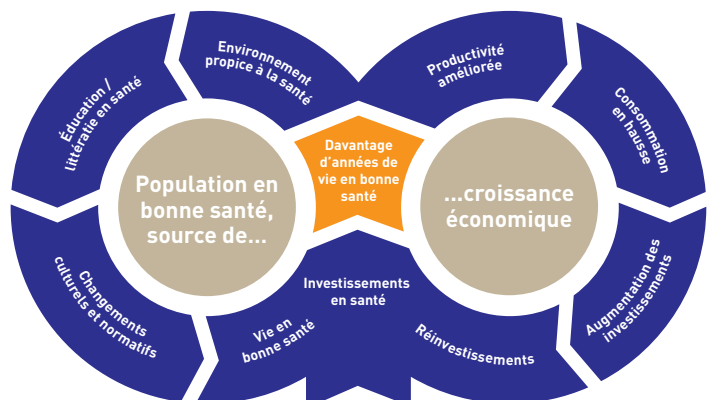 Environnement
propice à la santé
Éducation /
littératie en santé
Changements
culturels et normatifs
Vie en
bonne santé
Population en
bonne santé,
source de...
Davantage
d'années de
vie en bonne
santé
Investissements
en santé
...croissance
économique
Productivité
améliorée
Consommation
en hausse
Augmentation des
investissements
Réinvestissements